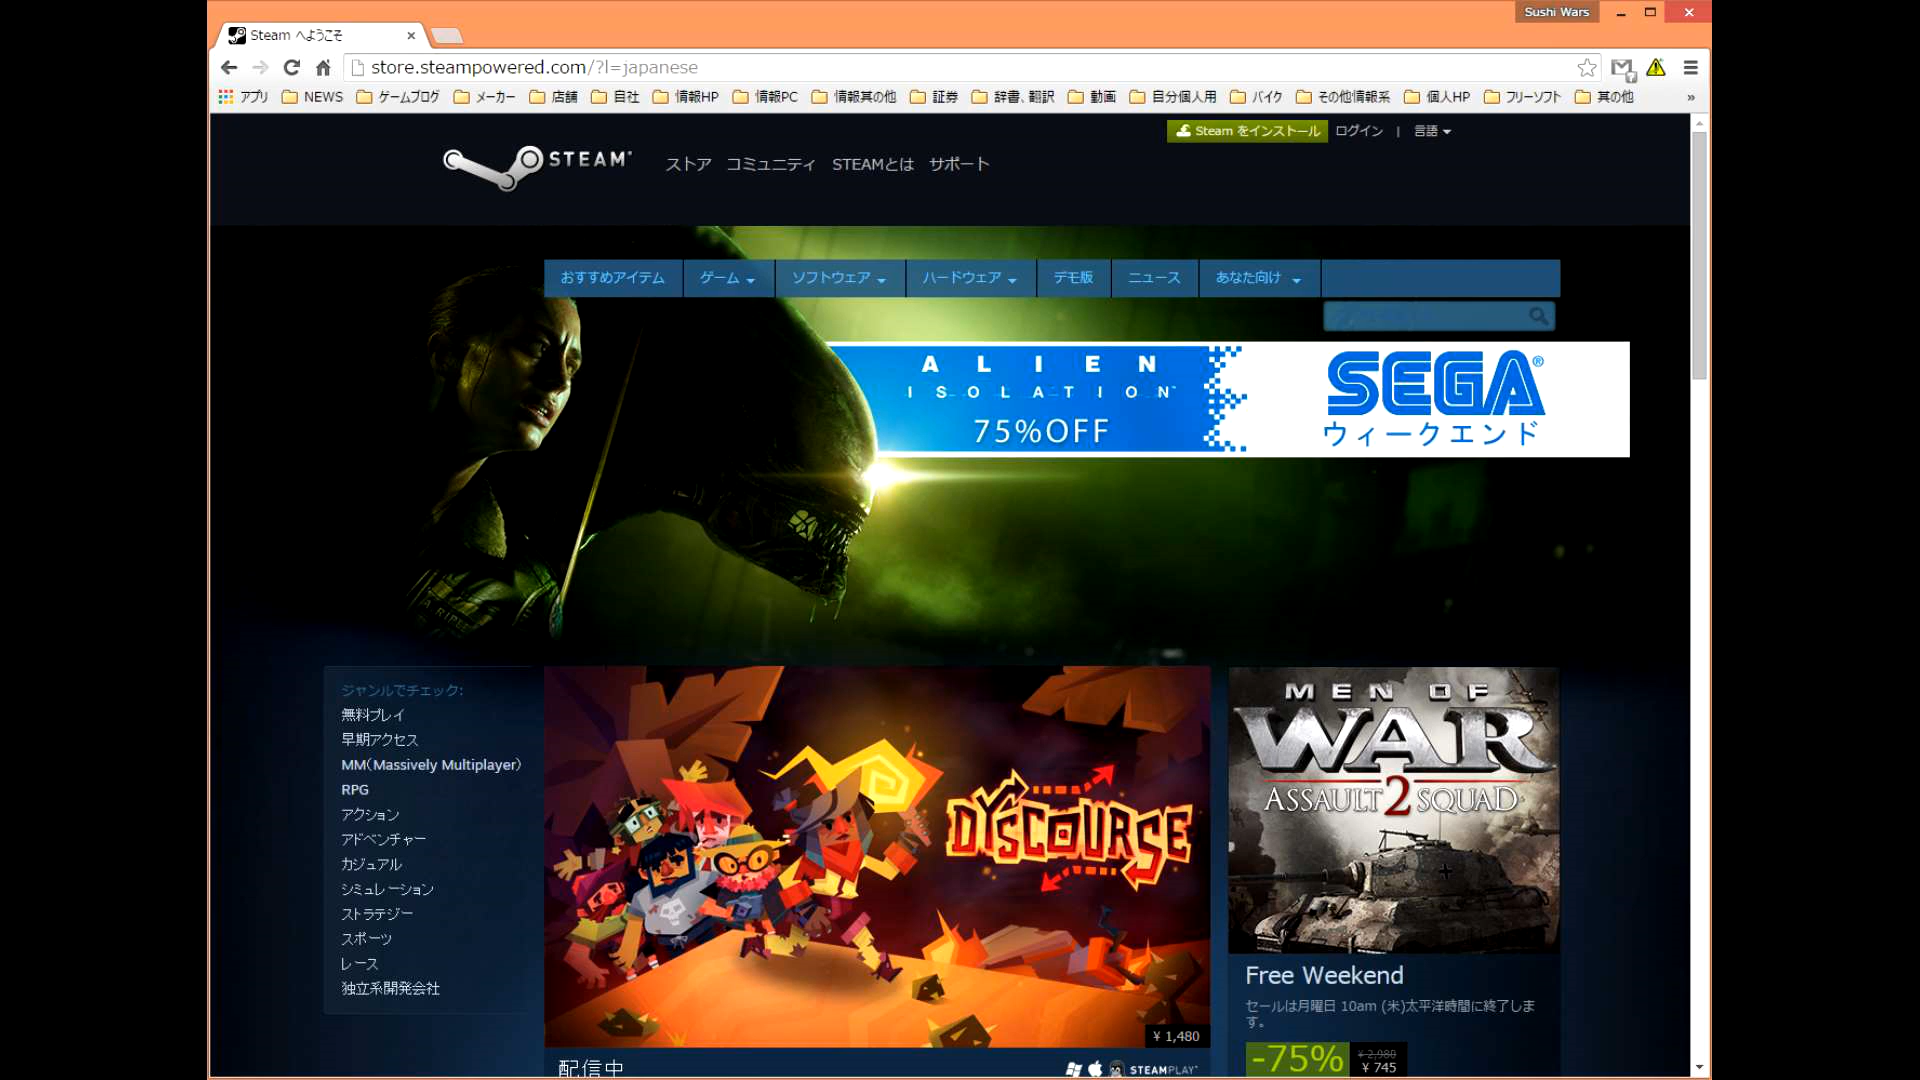 Sushi Wars
Steam へようこそ
store.steampowered.com/?l=japanese
アプリ NEWS ゲームブログ メーカー 店舗 自社 情報HP 情報PC 情報其の他 証券 辞書、翻訳 動画 自分個人用 バイク その他情報系 個人HP フリーソフト 其の他 »
Steam をインストール ログイン | 言語
STEAM ストア コミュニティ STEAMとは サポート
おすすめアイテム ゲーム ソフトウェア ハードウェア デモ版 ニュース あなた向け
ALIEN
ISOLATION
75%OFF
SEGA
ウィークエンド
ジャンルでチェック:
無料プレイ
早期アクセス
MM(Massively Multiplayer)
RPG
アクション
アドベンチャー
カジュアル
シミュレーション
ストラテジー
スポーツ
レース
独立系開発会社
DYSCOURSE
¥ 1,480
配信中
STEAMPLAY
MEN OF
WAR
ASSAULT 2 SQUAD
Free Weekend
セールは月曜日 10am (米)太平洋時間に終了しま
す。
-75%
¥ 2,980
¥ 745